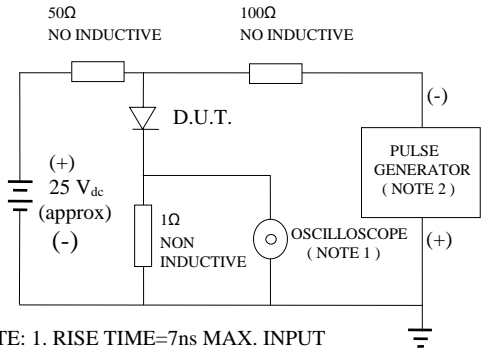 50Ω
NO INDUCTIVE
100Ω
NO INDUCTIVE
(-)
D.U.T.
PULSE
GENERATOR
( NOTE 2 )
(+)
25 Vdc
(approx)
(-)
1Ω
NON
INDUCTIVE
OSCILLOSCOPE
( NOTE 1 )
(+)
TE: 1. RISE TIME=7ns MAX. INPUT